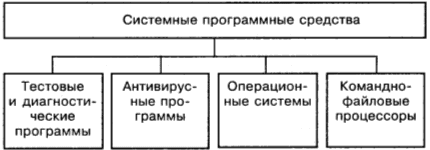 Системные программные средства
Тестовые
и диагности-
ческие
программы
Антивирус-
ные про-
граммы
Операцион-
ные системы
Командно-
файловые
процессоры